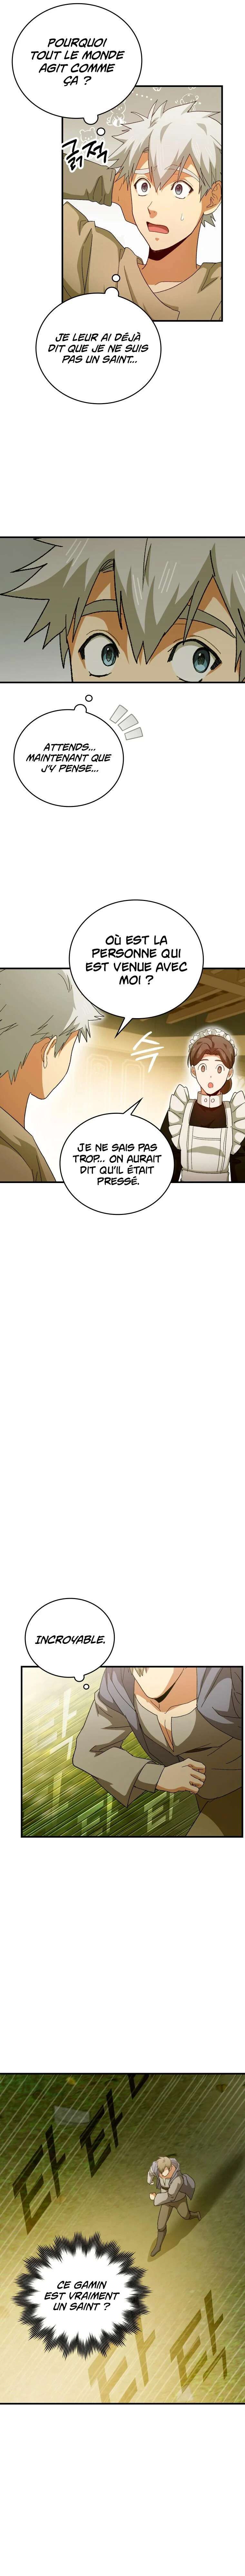 POURQUOI
TOUT LE MONDE
AGIT COMME
ÇA ?
JE LEUR AI DÉJÀ
DIT QUE JE NE SUIS
PAS UN SAINT...
ATTENDS...
MAINTENANT QUE
J'Y PENSE...
OÙ EST LA
PERSONNE QUI
EST VENUE AVEC
MOI ?
스윽
JE NE SAIS PAS
TROP... ON AURAIT
DIT QU'IL ÉTAIT
PRESSÉ.
INCROYABLE.
CE GAMIN
EST VRAIMENT
UN SAINT ?